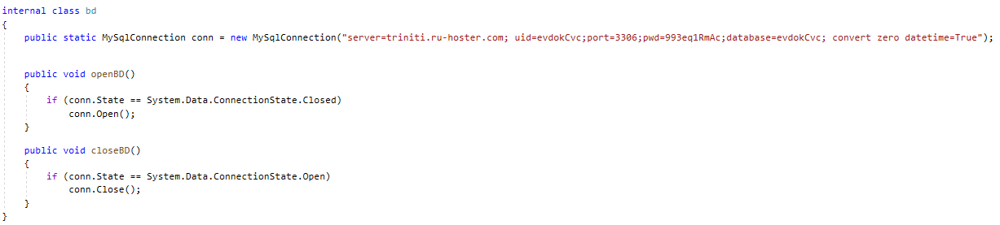 internal class bd
{
public static MySqlConnection conn = new MySqlConnection("server=triniti.ru-hoster.com; uid=evdokCvc;port=3306;pwd=993eq1RmAc;database=evdokCvc; convert zero datetime=True");
public void openBD()
{
if (conn.State == System.Data.ConnectionState.Closed)
conn.Open();
}
public void closeBD()
{
if (conn.State == System.Data.ConnectionState.Open)
conn.Close();
}
}